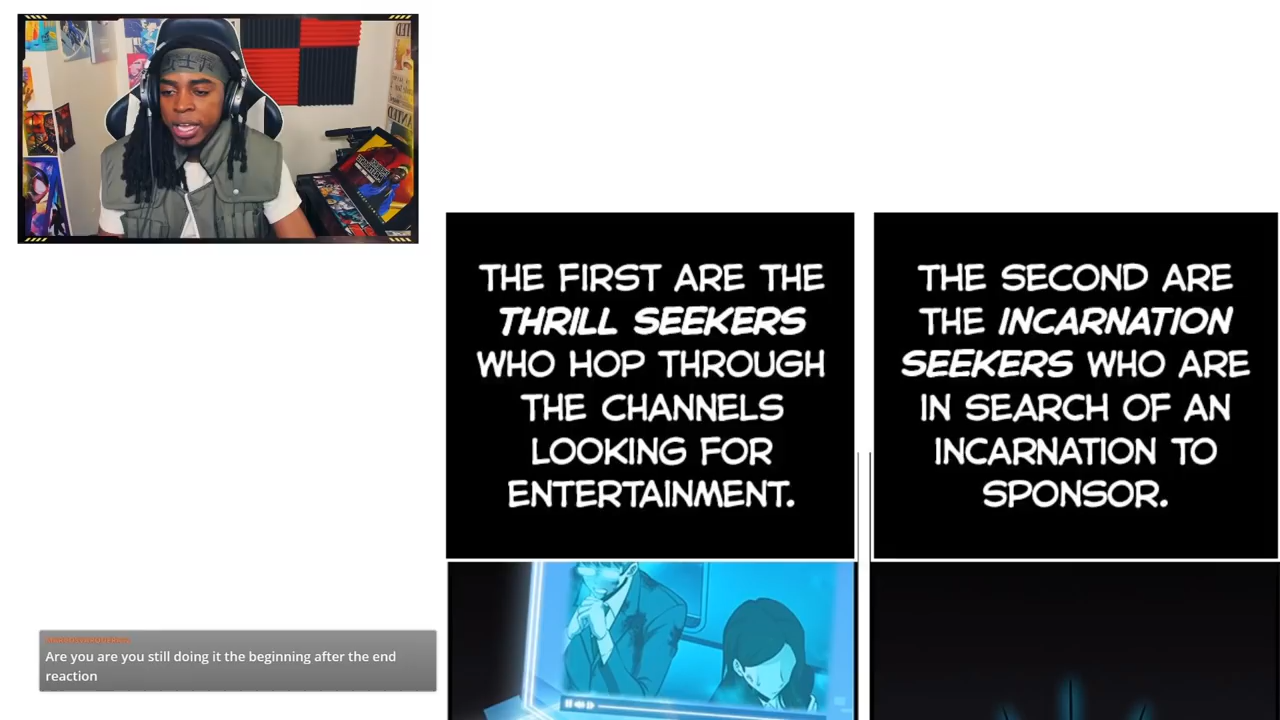 THE FIRST ARE THE
THRILL SEEKERS
WHO HOP THROUGH
THE CHANNELS
LOOKING FOR
ENTERTAINMENT.
THE SECOND ARE
THE INCARNATION
SEEKERS WHO ARE
IN SEARCH OF AN
INCARNATION TO
SPONSOR.
Are you are you still doing it the beginning after the end
reaction